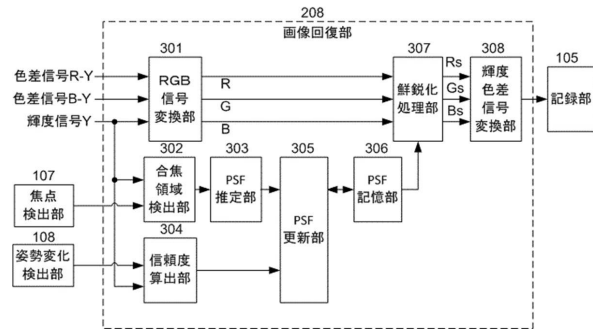 208
画像回復部
301
RGB
信号
変換部
307
鮮鋭化
処理部
308
輝度
色差
信号
変換部
105
記録部
色差信号R-Y
色差信号B-Y
輝度信号Y
R
G
B
Rs
Gs
Bs
302
合焦
領域
検出部
303
PSF
推定部
305
PSF
更新部
306
PSF
記憶部
107
焦点
検出部
108
姿勢変化
検出部
304
信頼度
算出部